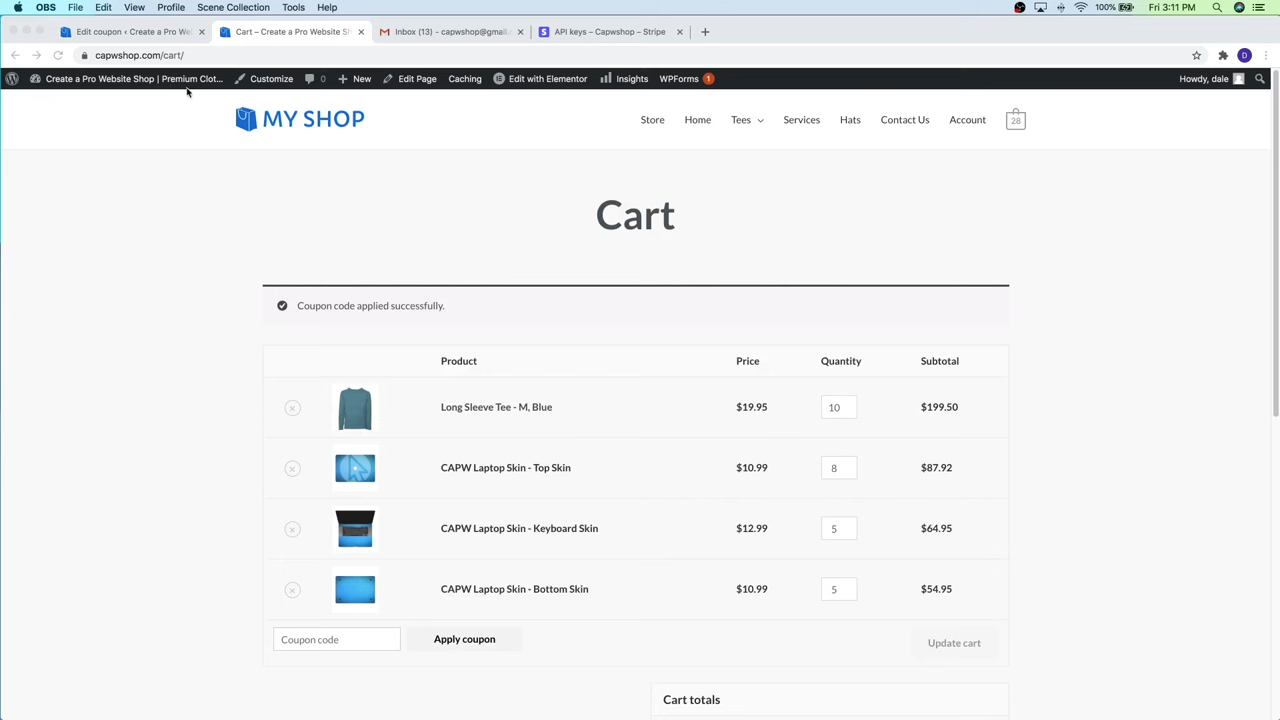 OBS File Edit View Profile Scene Collection Tools Help 100% Fri 3:11 PM
Edit coupon ‹ Create a Pro We Cart – Create a Pro Website S Inbox (13) - capwshop@gmail. API keys – Capwshop – Stripe
capwshop.com/cart/ D
Create a Pro Website Shop | Premium Clot... Customize 0 New Edit Page Caching Edit with Elementor Insights WPForms 1 Howdy, dale
MY SHOP Store Home Tees Services Hats Contact Us Account 28
Cart
Coupon code applied successfully.
Product Price Quantity Subtotal
Long Sleeve Tee - M, Blue $19.95 10 $199.50
CAPW Laptop Skin - Top Skin $10.99 8 $87.92
CAPW Laptop Skin - Keyboard Skin $12.99 5 $64.95
CAPW Laptop Skin - Bottom Skin $10.99 5 $54.95
Coupon code Apply coupon Update cart
Cart totals